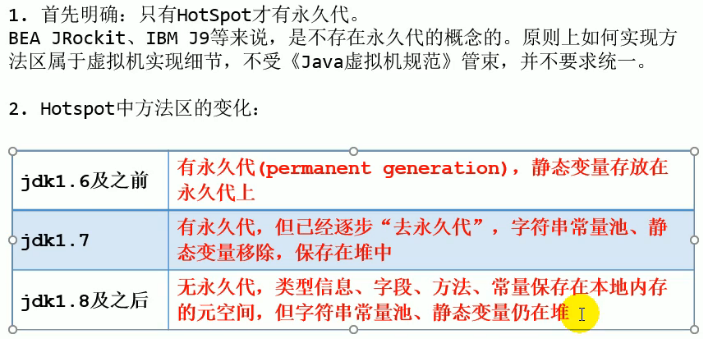 1. 首先明确：只有HotSpot才有永久代。
BEA JRockit、IBM J9等来说，是不存在永久代的概念的。原则上如何实现方
法区属于虚拟机实现细节，不受《Java虚拟机规范》管束，并不要求统一。
2. Hotspot中方法区的变化：
jdk1.6及之前
有永久代(permanent generation)，静态变量存放在
永久代上
jdk1.7
有永久代，但已经逐步“去永久代”，字符串常量池、静
态变量移除，保存在堆中
jdk1.8及之后
无永久代，类型信息、字段、方法、常量保存在本地内存
的元空间，但字符串常量池、静态变量仍在堆